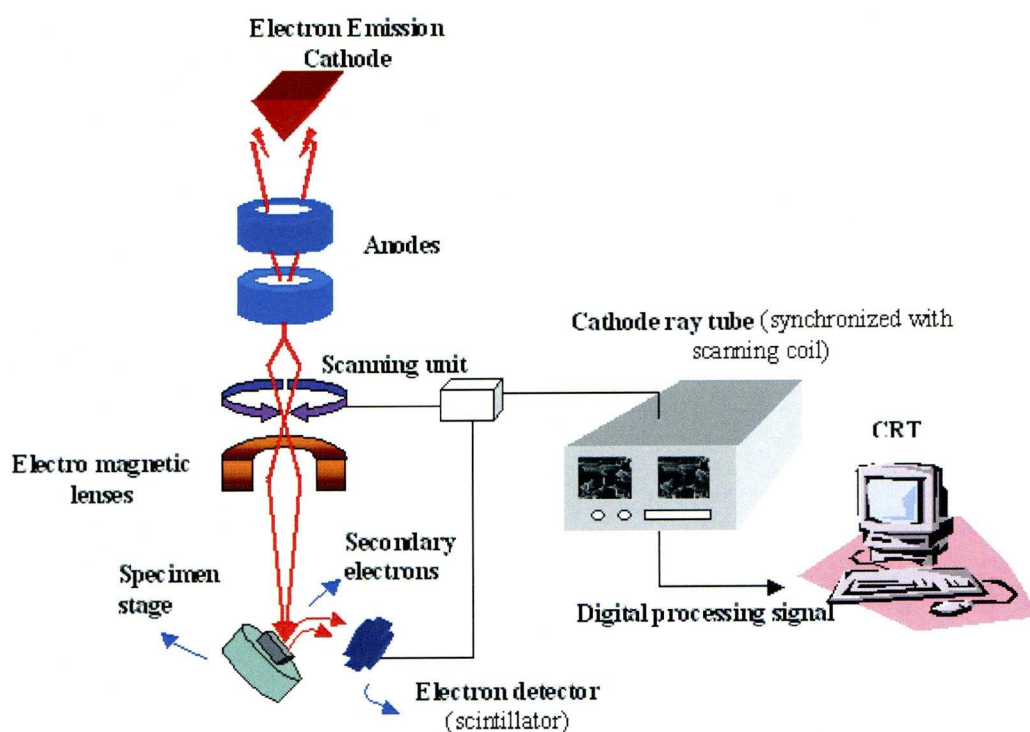 Electron Emission
Cathode
Anodes
Cathode ray tube (synchronized with
scanning coil)
Scanning unit
CRT
Electro magnetic
lenses
Secondary
electrons
Specimen
stage
Digital processing signal
Electron detector
(scintillator)